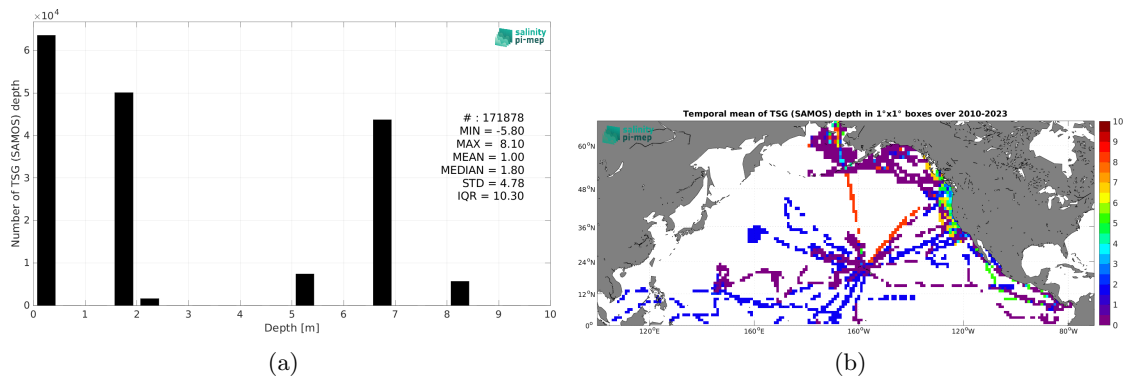 ×10⁴
salinity
pi-mep
6
5
4
3
2
1
0
Number of TSG (SAMOS) depth
# : 171878
MIN = -5.80
MAX = 8.10
MEAN = 1.00
MEDIAN = 1.80
STD = 4.78
IQR = 10.30
0 1 2 3 4 5 6 7 8 9 10
Depth [m]
(a)
Temporal mean of TSG (SAMOS) depth in 1°x1° boxes over 2010-2023
salinity
pi-mep
60°N
48°N
36°N
24°N
12°N
0°
120°E 160°E 160°W 120°W 80°W
10
9
8
7
6
5
4
3
2
1
0
(b)